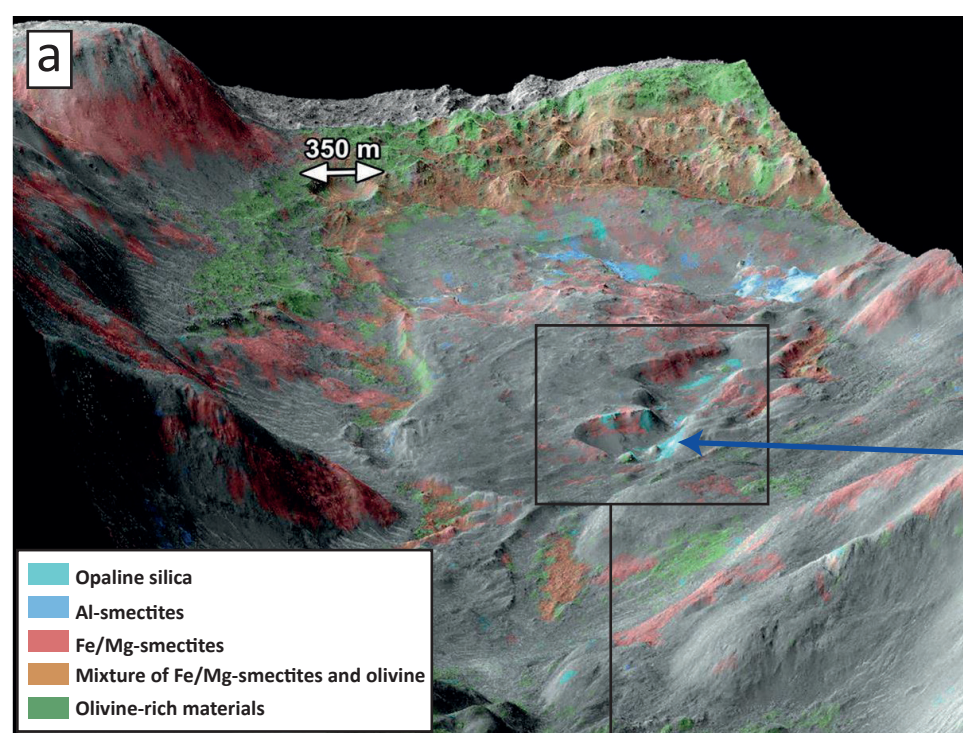 a
350 m
Opaline silica
Al-smectites
Fe/Mg-smectites
Mixture of Fe/Mg-smectites and olivine
Olivine-rich materials